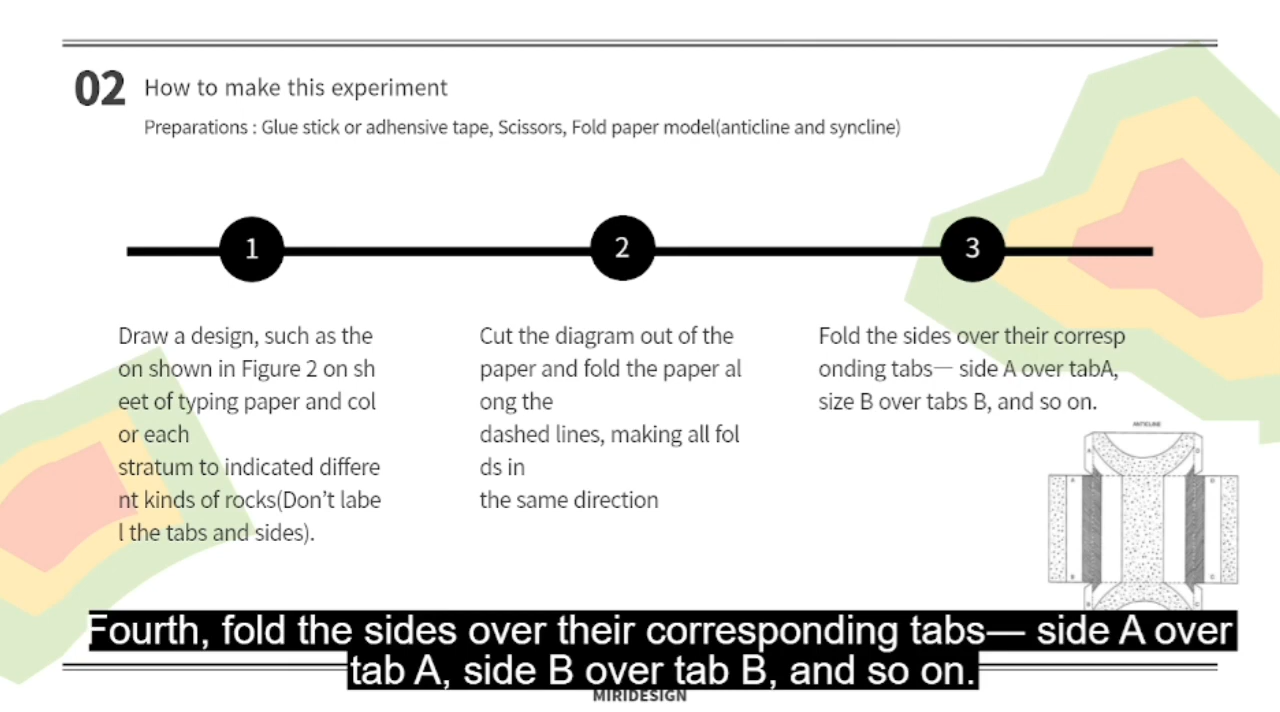 02
How to make this experiment
Preparations : Glue stick or adhensive tape, Scissors, Fold paper model(anticline and syncline)
1
2
3
Draw a design, such as the
on shown in Figure 2 on sh
eet of typing paper and col
or each
stratum to indicated differe
nt kinds of rocks(Don’t labe
l the tabs and sides).
Cut the diagram out of the
paper and fold the paper al
ong the
dashed lines, making all fol
ds in
the same direction
Fold the sides over their corresp
onding tabs— side A over tabA,
size B over tabs B, and so on.
ANTICLINE
Fourth, fold the sides over their corresponding tabs— side A over
tab A, side B over tab B, and so on.
MIRIDESIGN